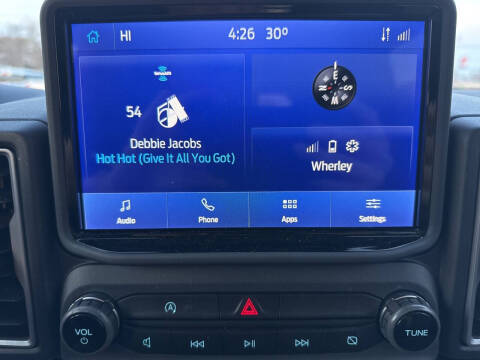 HI 4:26 30°
54
Debbie Jacobs
Hot Hot (Give It All You Got)
E
N S
W
Wherley
Audio Phone Apps Settings
VOL TUNE